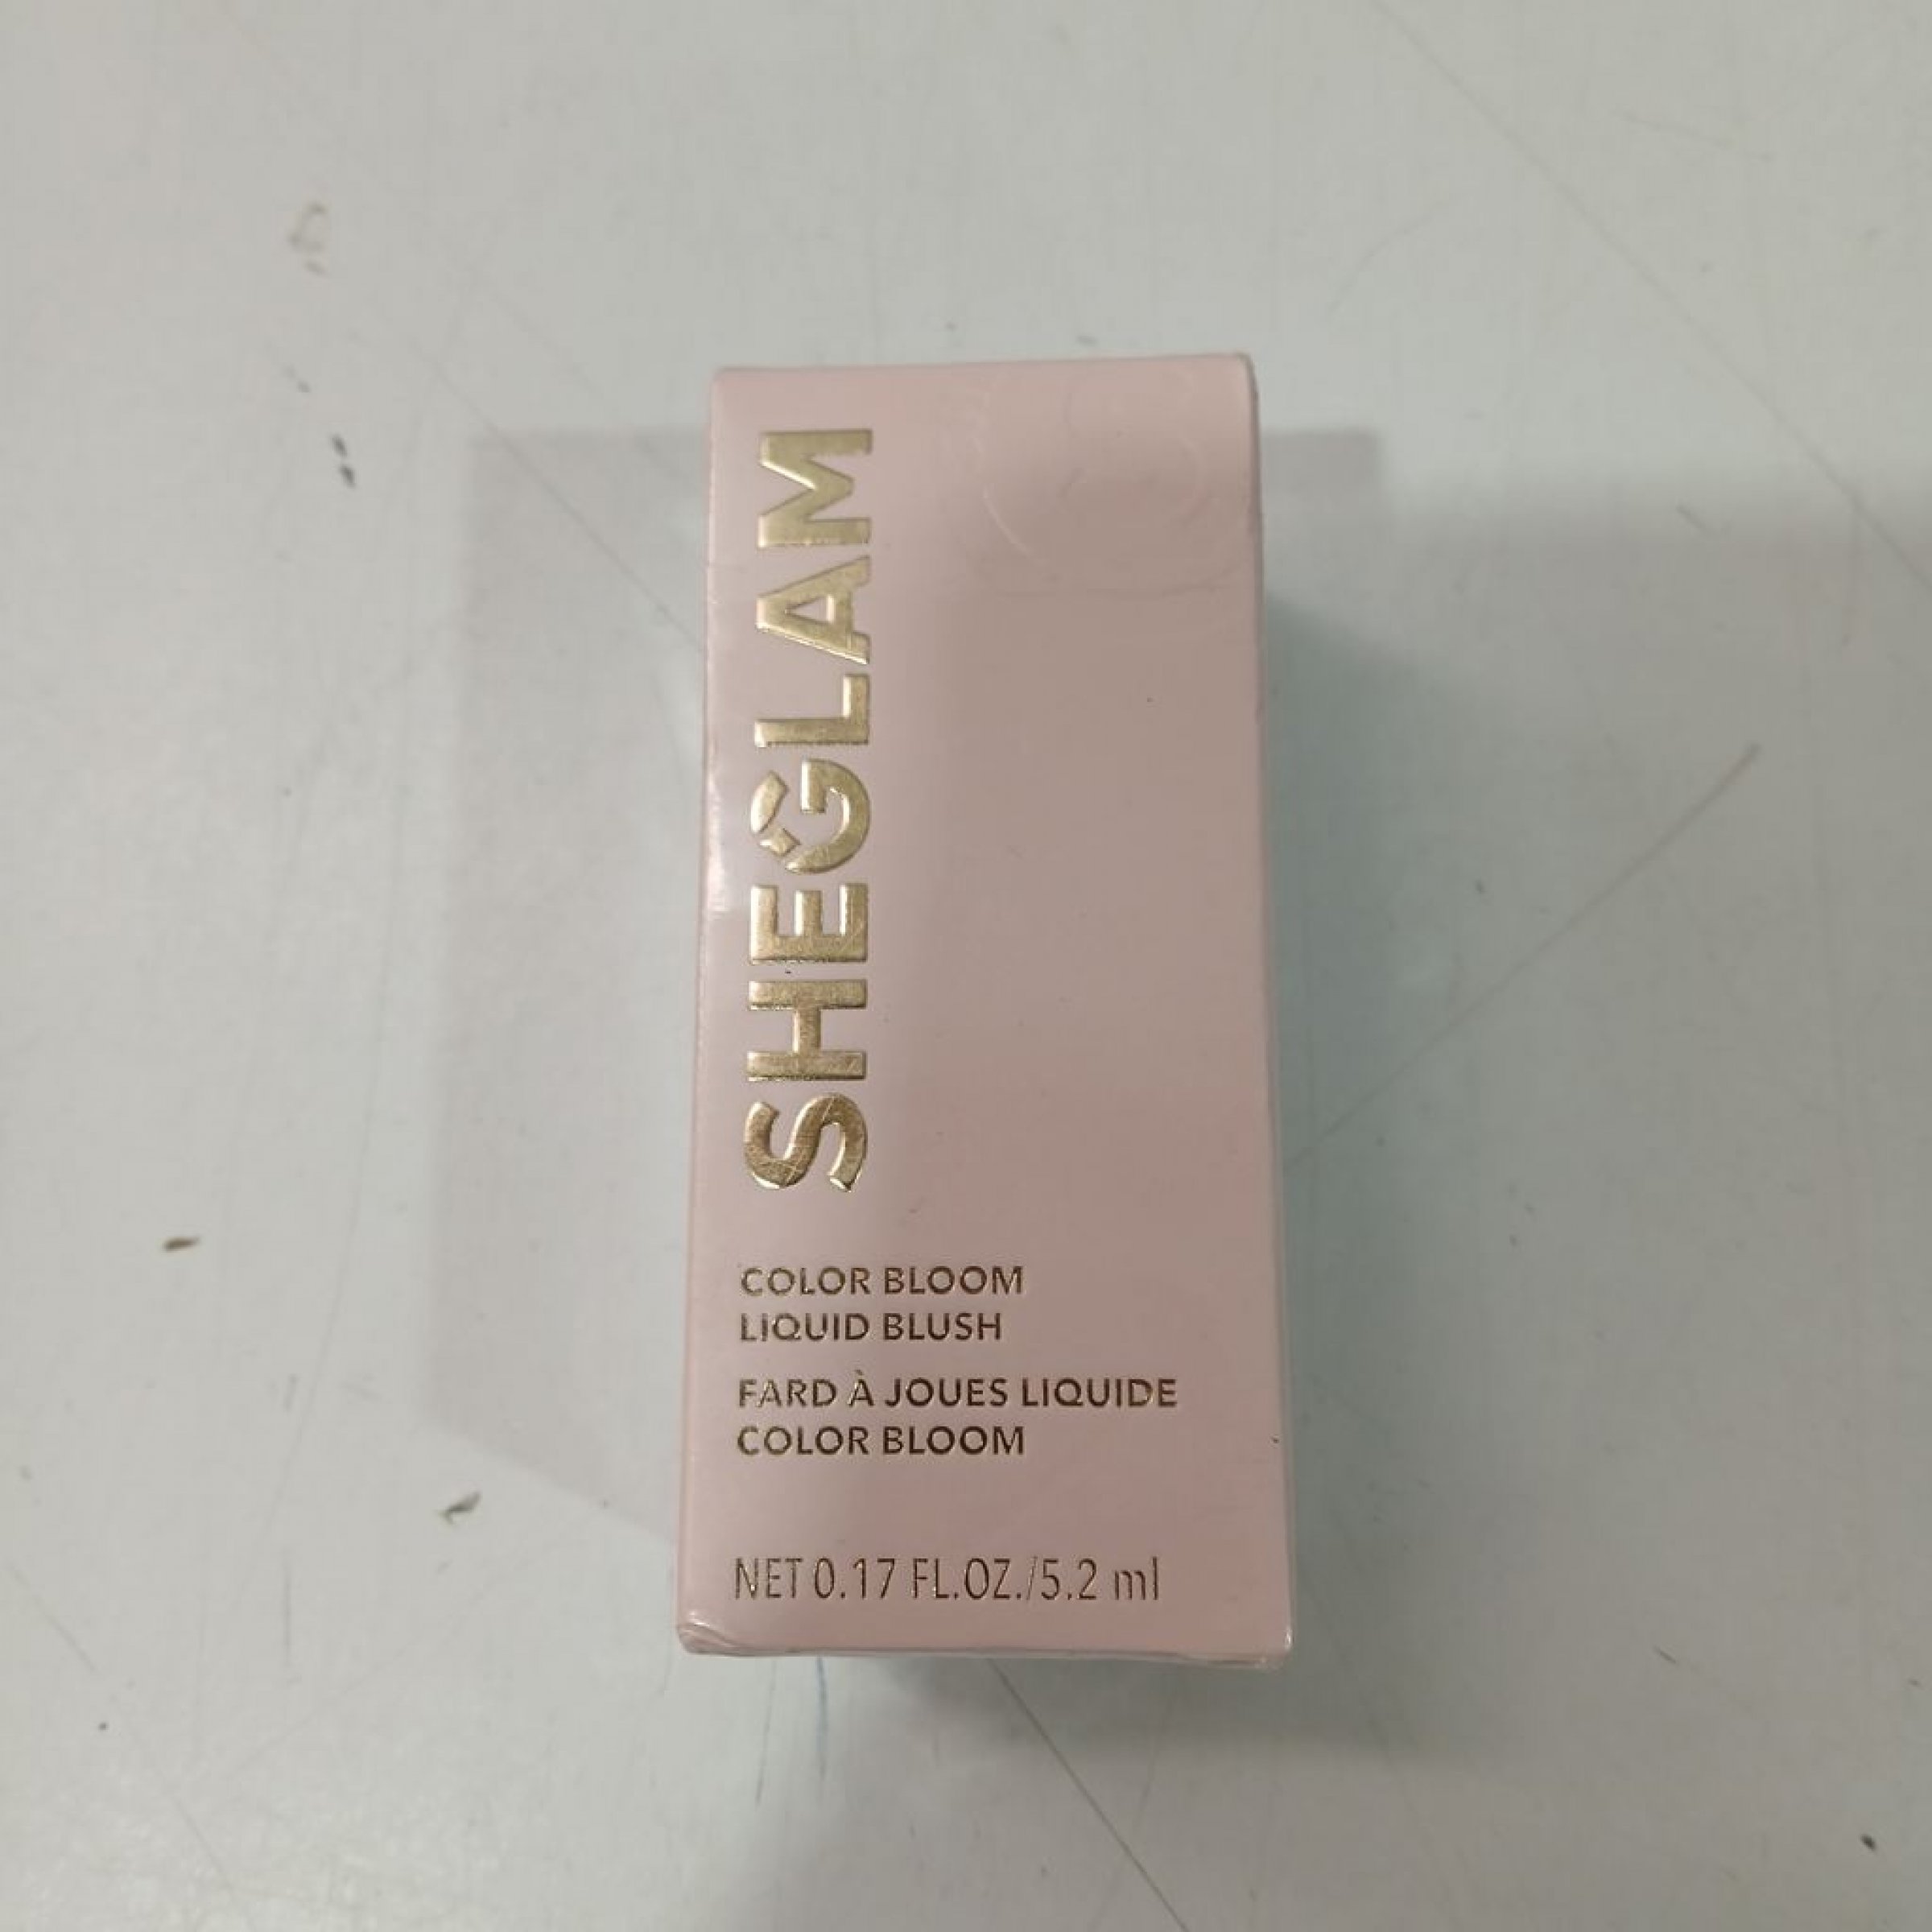 SHEGLAM
COLOR BLOOM
LIQUID BLUSH
FARD À JOUES LIQUIDE
COLOR BLOOM
NET 0.17 FL.OZ./5.2 ml